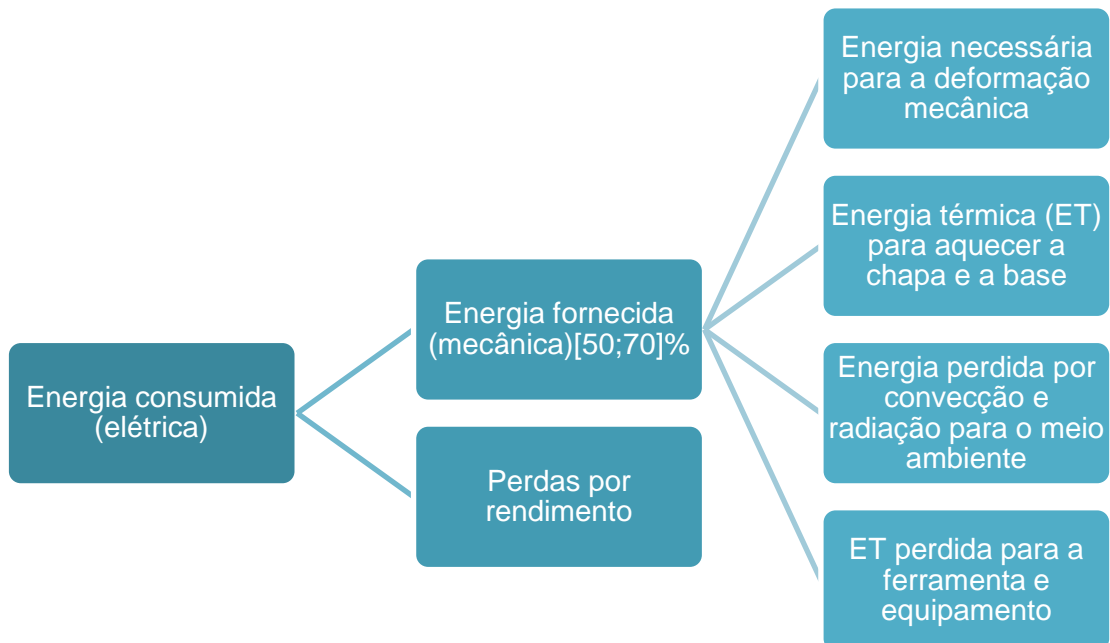 Energia consumida
(elétrica)
Energia fornecida
(mecânica)[50;70]%
Perdas por
rendimento
Energia necessária
para a deformação
mecânica
Energia térmica (ET)
para aquecer a
chapa e a base
Energia perdida por
convecção e
radiação para o meio
ambiente
ET perdida para a
ferramenta e
equipamento